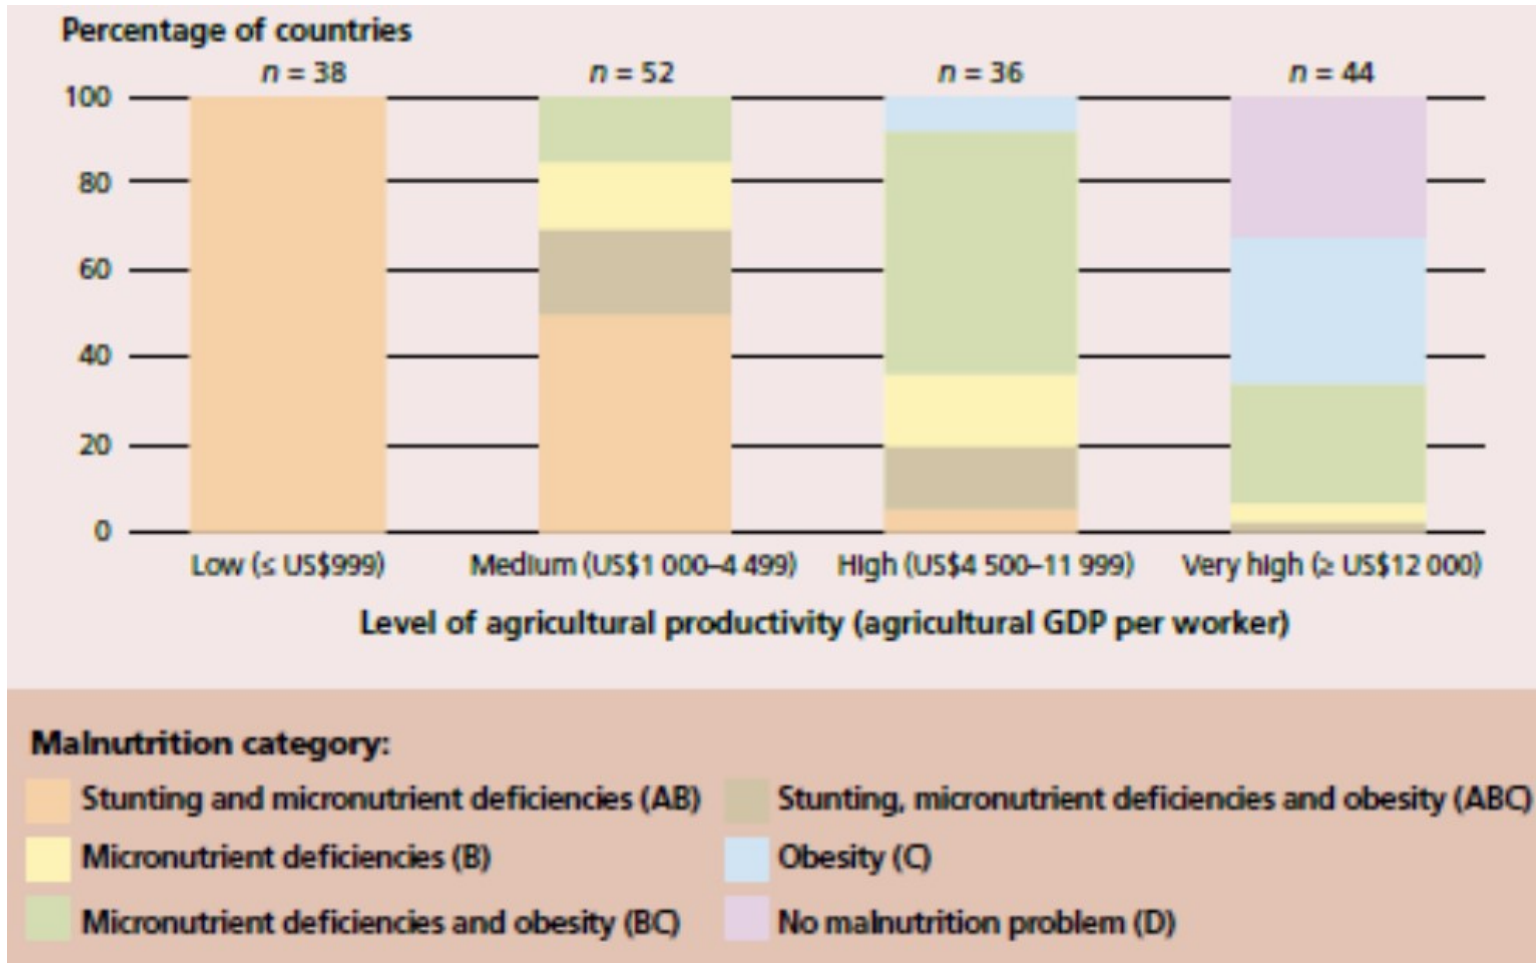 Percentage of countries
n = 38 n = 52 n = 36 n = 44
100
80
60
40
20
0
Low (≤ US$999) Medium (US$1 000–4 499) High (US$4 500–11 999) Very high (≥ US$12 000)
Level of agricultural productivity (agricultural GDP per worker)
Malnutrition category:
Stunting and micronutrient deficiencies (AB) Stunting, micronutrient deficiencies and obesity (ABC)
Micronutrient deficiencies (B) Obesity (C)
Micronutrient deficiencies and obesity (BC) No malnutrition problem (D)